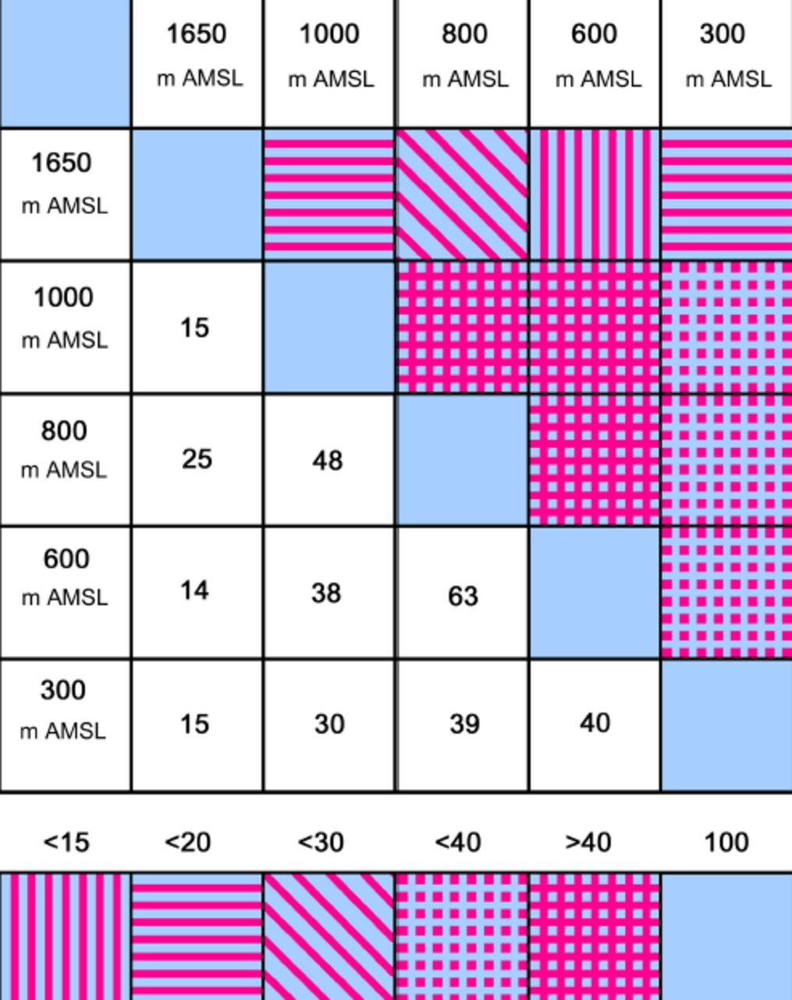 1650 1000 800 600 300
m AMSL m AMSL m AMSL m AMSL m AMSL
1650
m AMSL
1000
m AMSL 15
800
m AMSL 25 48
600
m AMSL 14 38 63
300
m AMSL 15 30 39 40
<15 <20 <30 <40 >40 100